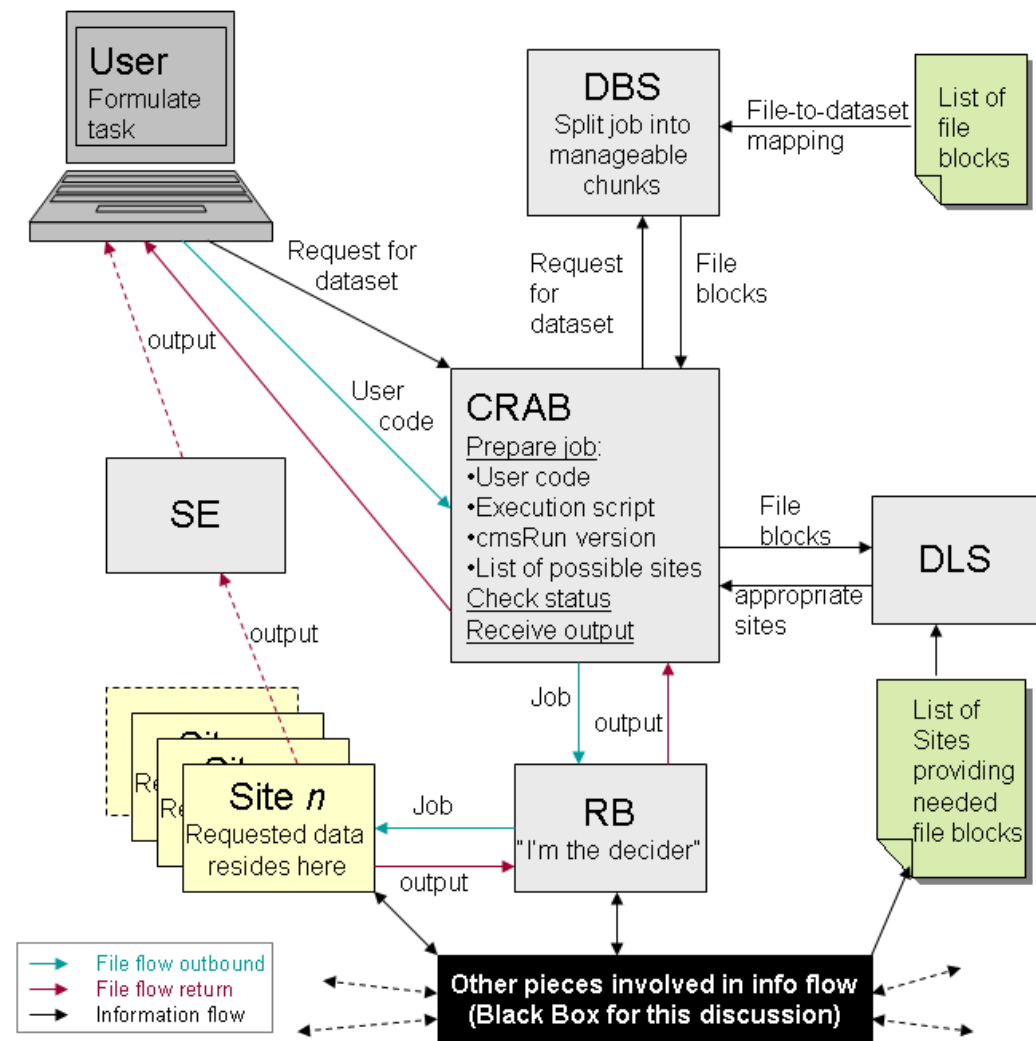 User
Formulate
task
DBS
Split job into
manageable
chunks
File-to-dataset
mapping
List of
file
blocks
Request for
dataset
Request
for
dataset
File
blocks
output
User
code
CRAB
Prepare job:
•User code
•Execution script
•cmsRun version
•List of possible sites
Check status
Receive output
SE
File
blocks
DLS
appropriate
sites
output
Job
output
List of
Sites
providing
needed
file blocks
Site n
Requested data
resides here
Job
output
RB
"I'm the decider"
File flow outbound
File flow return
Information flow
Other pieces involved in info flow
(Black Box for this discussion)